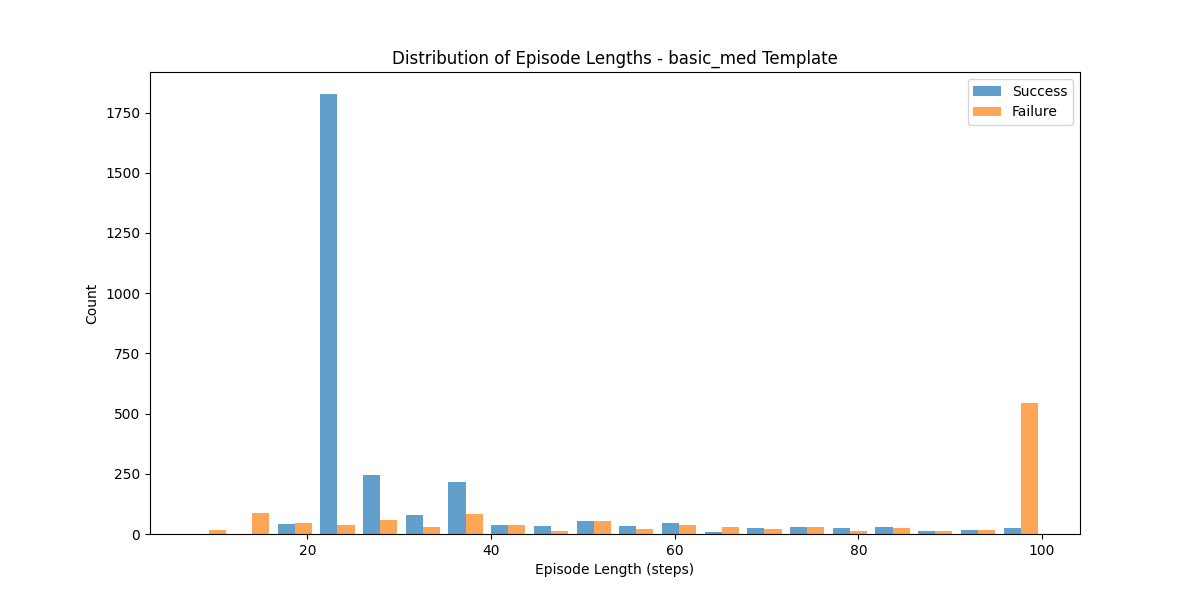 Distribution of Episode Lengths - basic_med Template
Success
Failure
1750
1500
1250
1000
750
500
250
0
Count
20
40
60
80
100
Episode Length (steps)